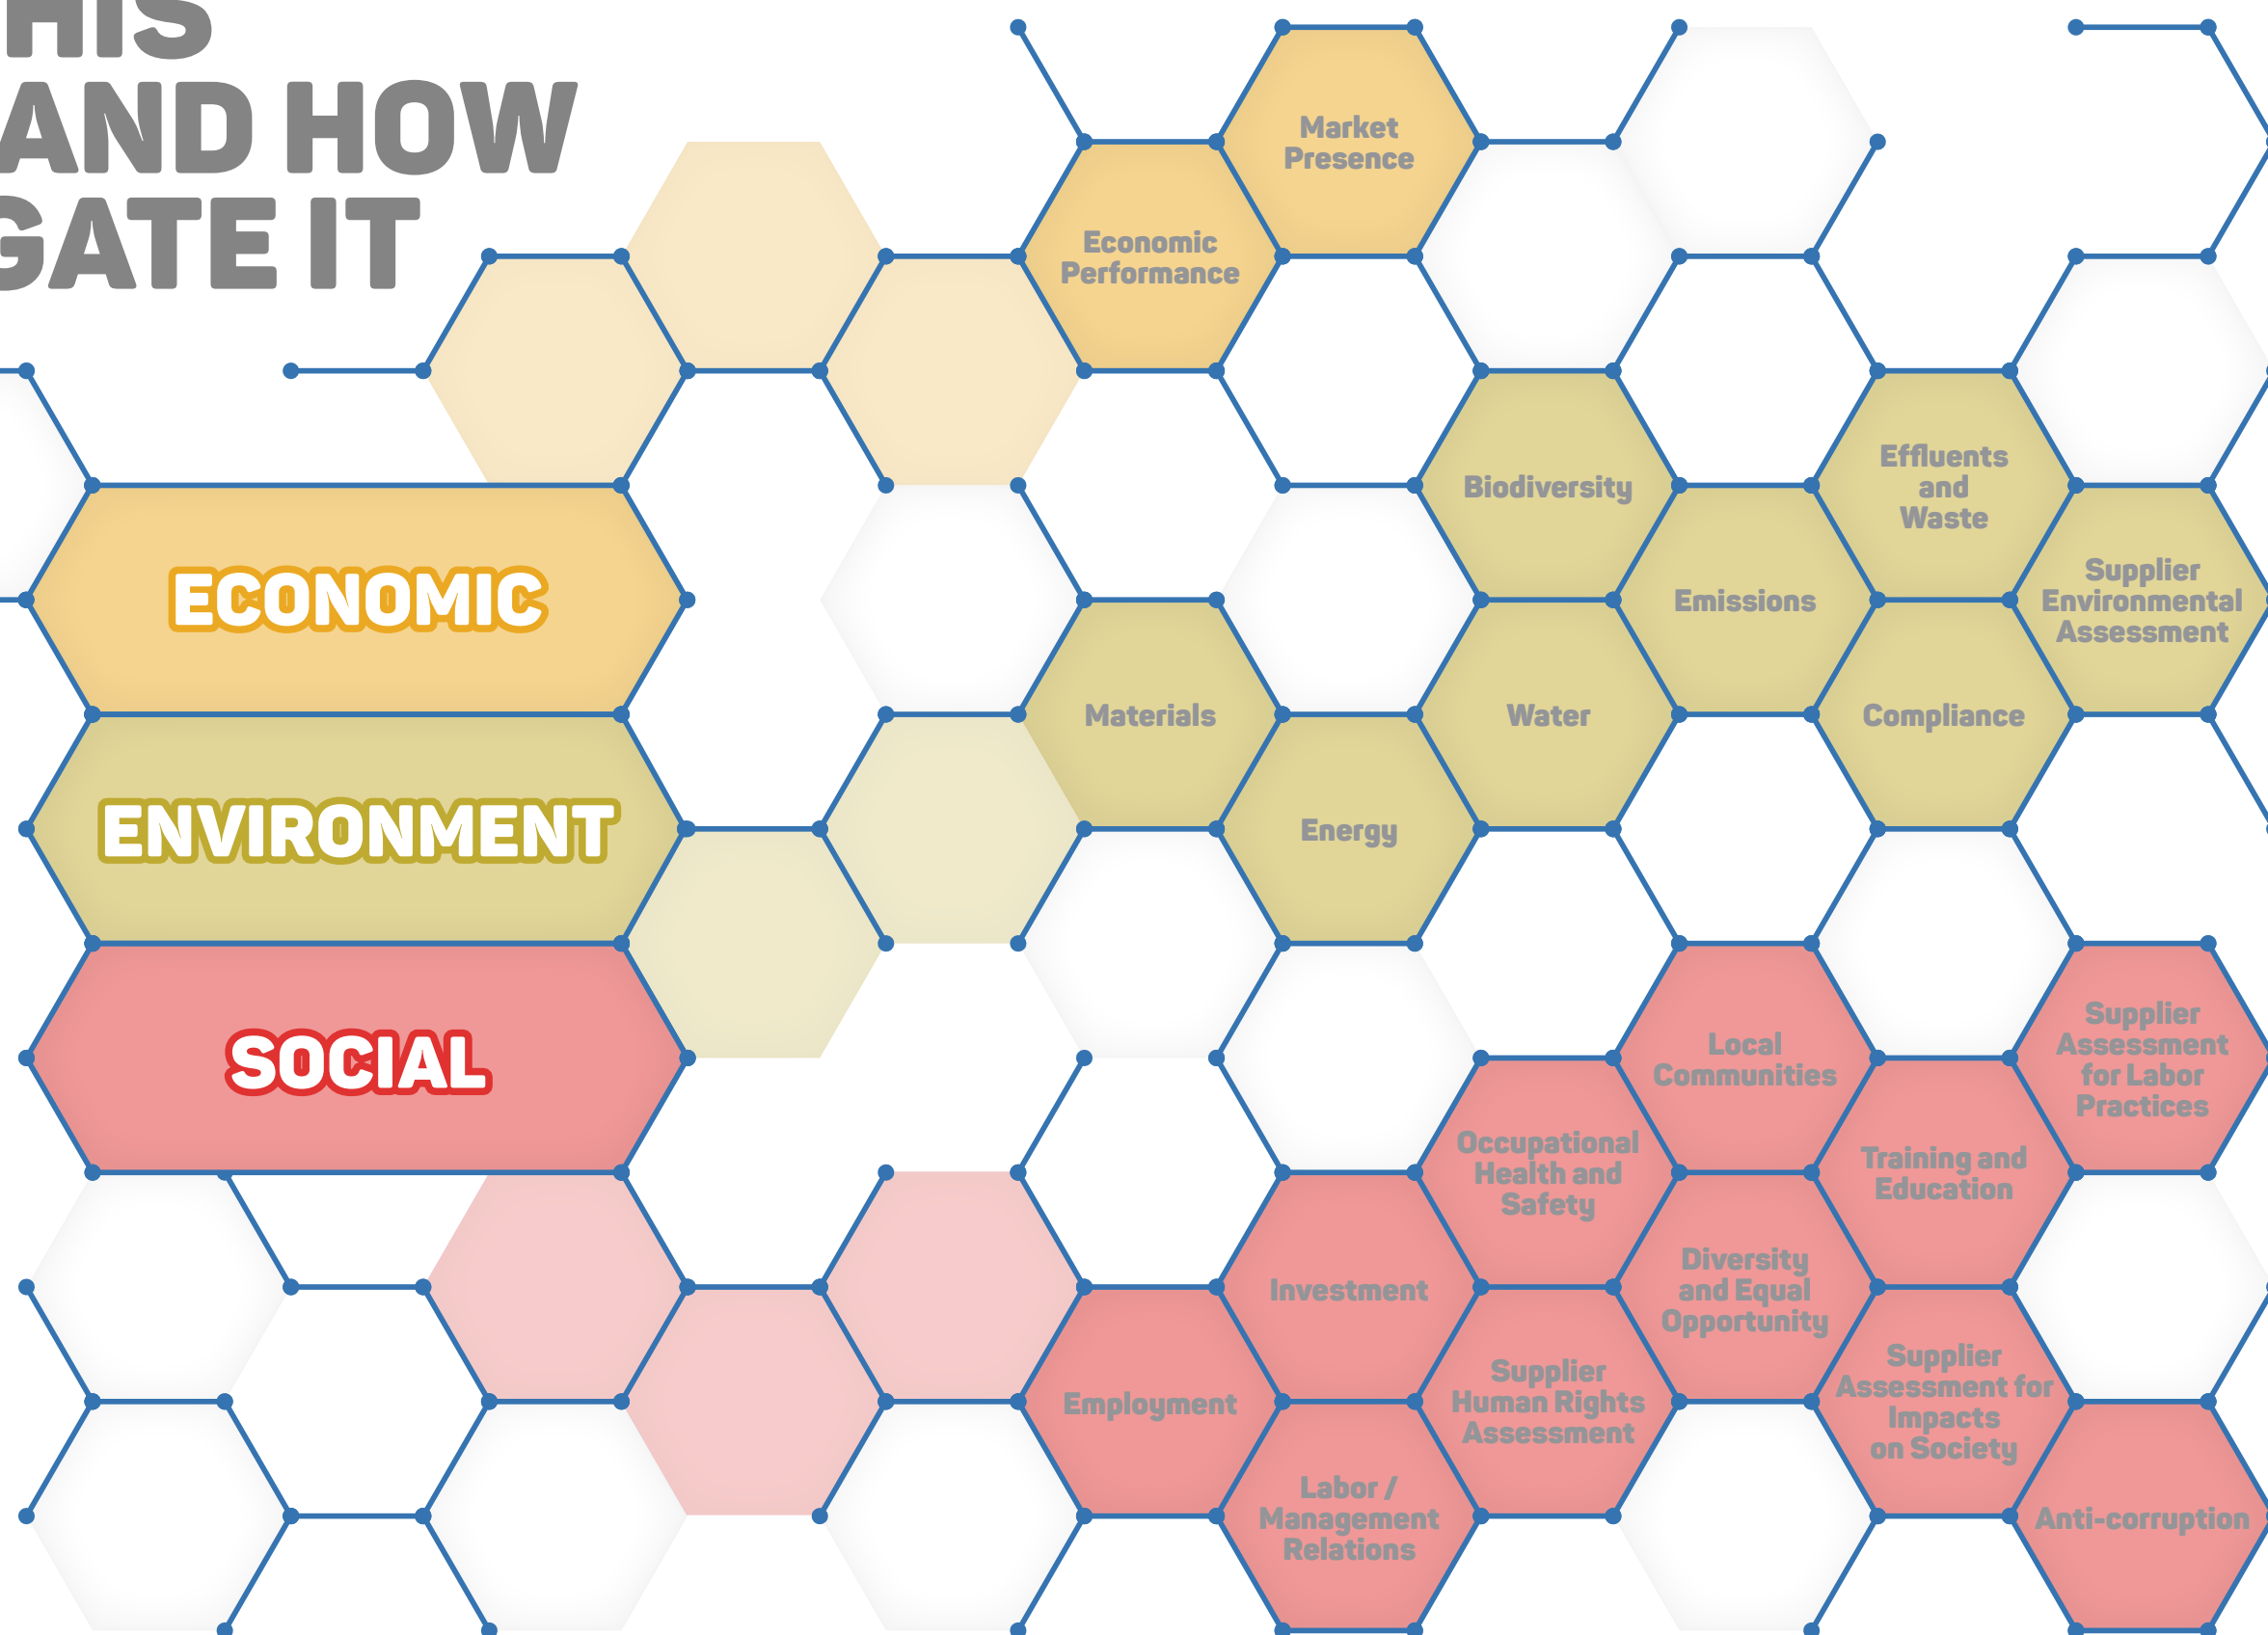 HIS
AND HOW
GATE IT
Market
Presence
Economic
Performance
Biodiversity
Effluents
and
Waste
ECONOMIC
Emissions
Supplier
Environmental
Assessment
Materials
Water
Compliance
ENVIRONMENT
Energy
SOCIAL
Local
Communities
Supplier
Assessment
for Labor
Practices
Occupational
Health and
Safety
Training and
Education
Investment
Diversity
and Equal
Opportunity
Employment
Supplier
Human Rights
Assessment
Supplier
Assessment for
Impacts
on Society
Labor /
Management
Relations
Anti-corruption